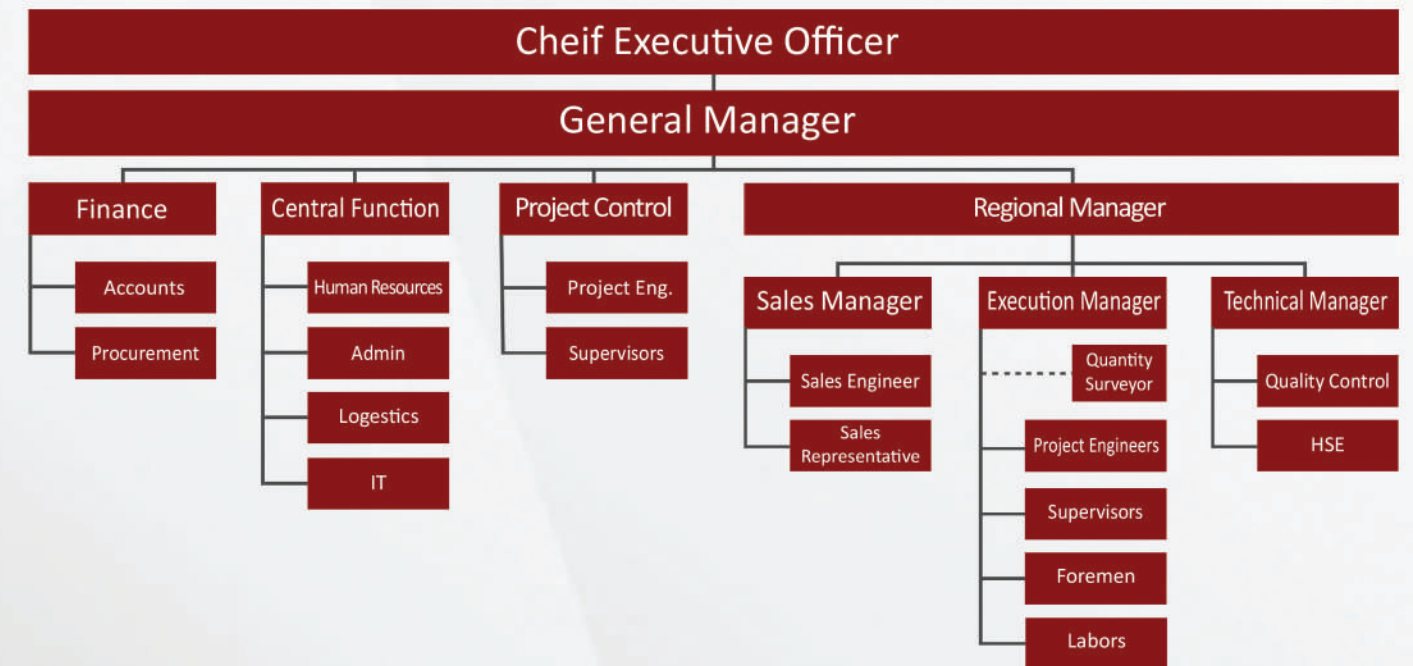 Cheif Executive Officer
General Manager
Finance
Accounts
Procurement
Central Function
Human Resources
Admin
Logestics
IT
Project Control
Project Eng.
Supervisors
Regional Manager
Sales Manager
Sales Engineer
Sales
Representative
Execution Manager
Quantity
Surveyor
Project Engineers
Supervisors
Foremen
Labors
Technical Manager
Quality Control
HSE